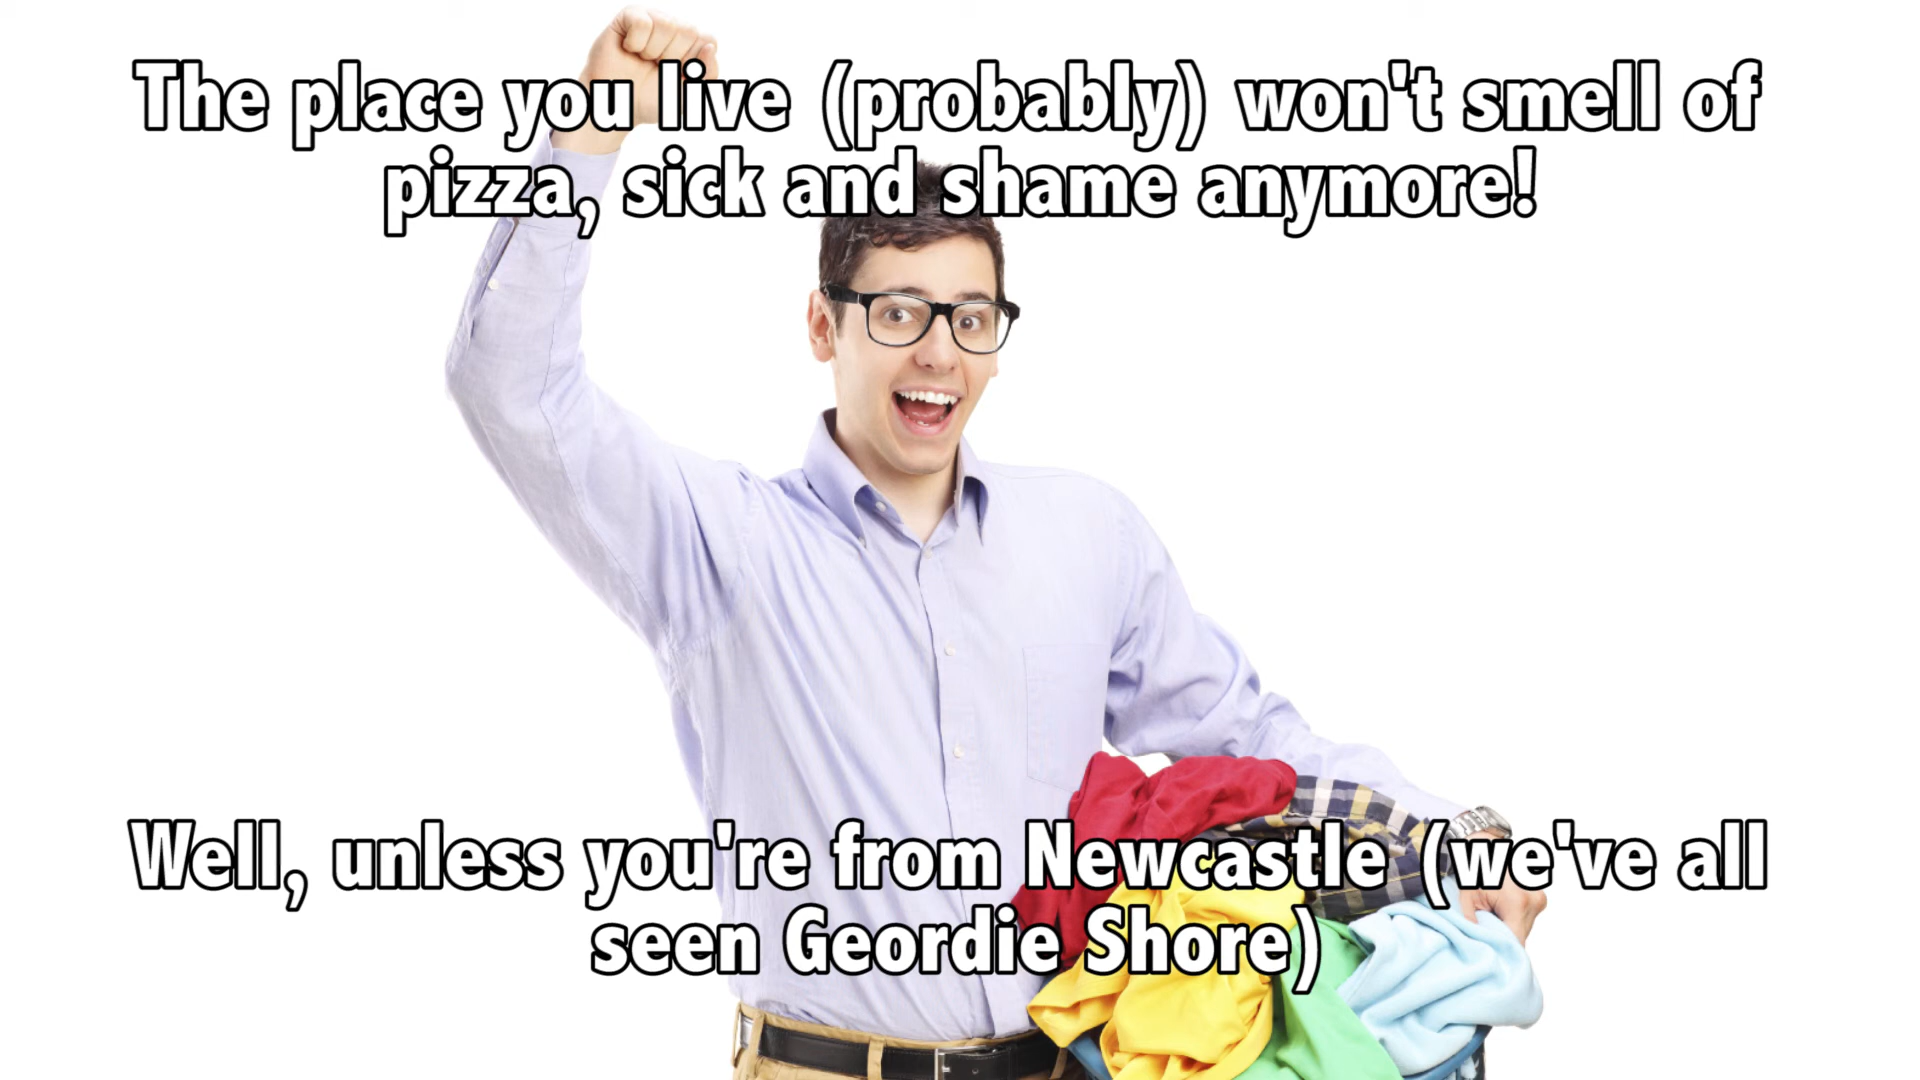 The place you live (probably) won't smell of
pizza, sick and shame anymore!
Well, unless you're from Newcastle (we've all
seen Geordie Shore)